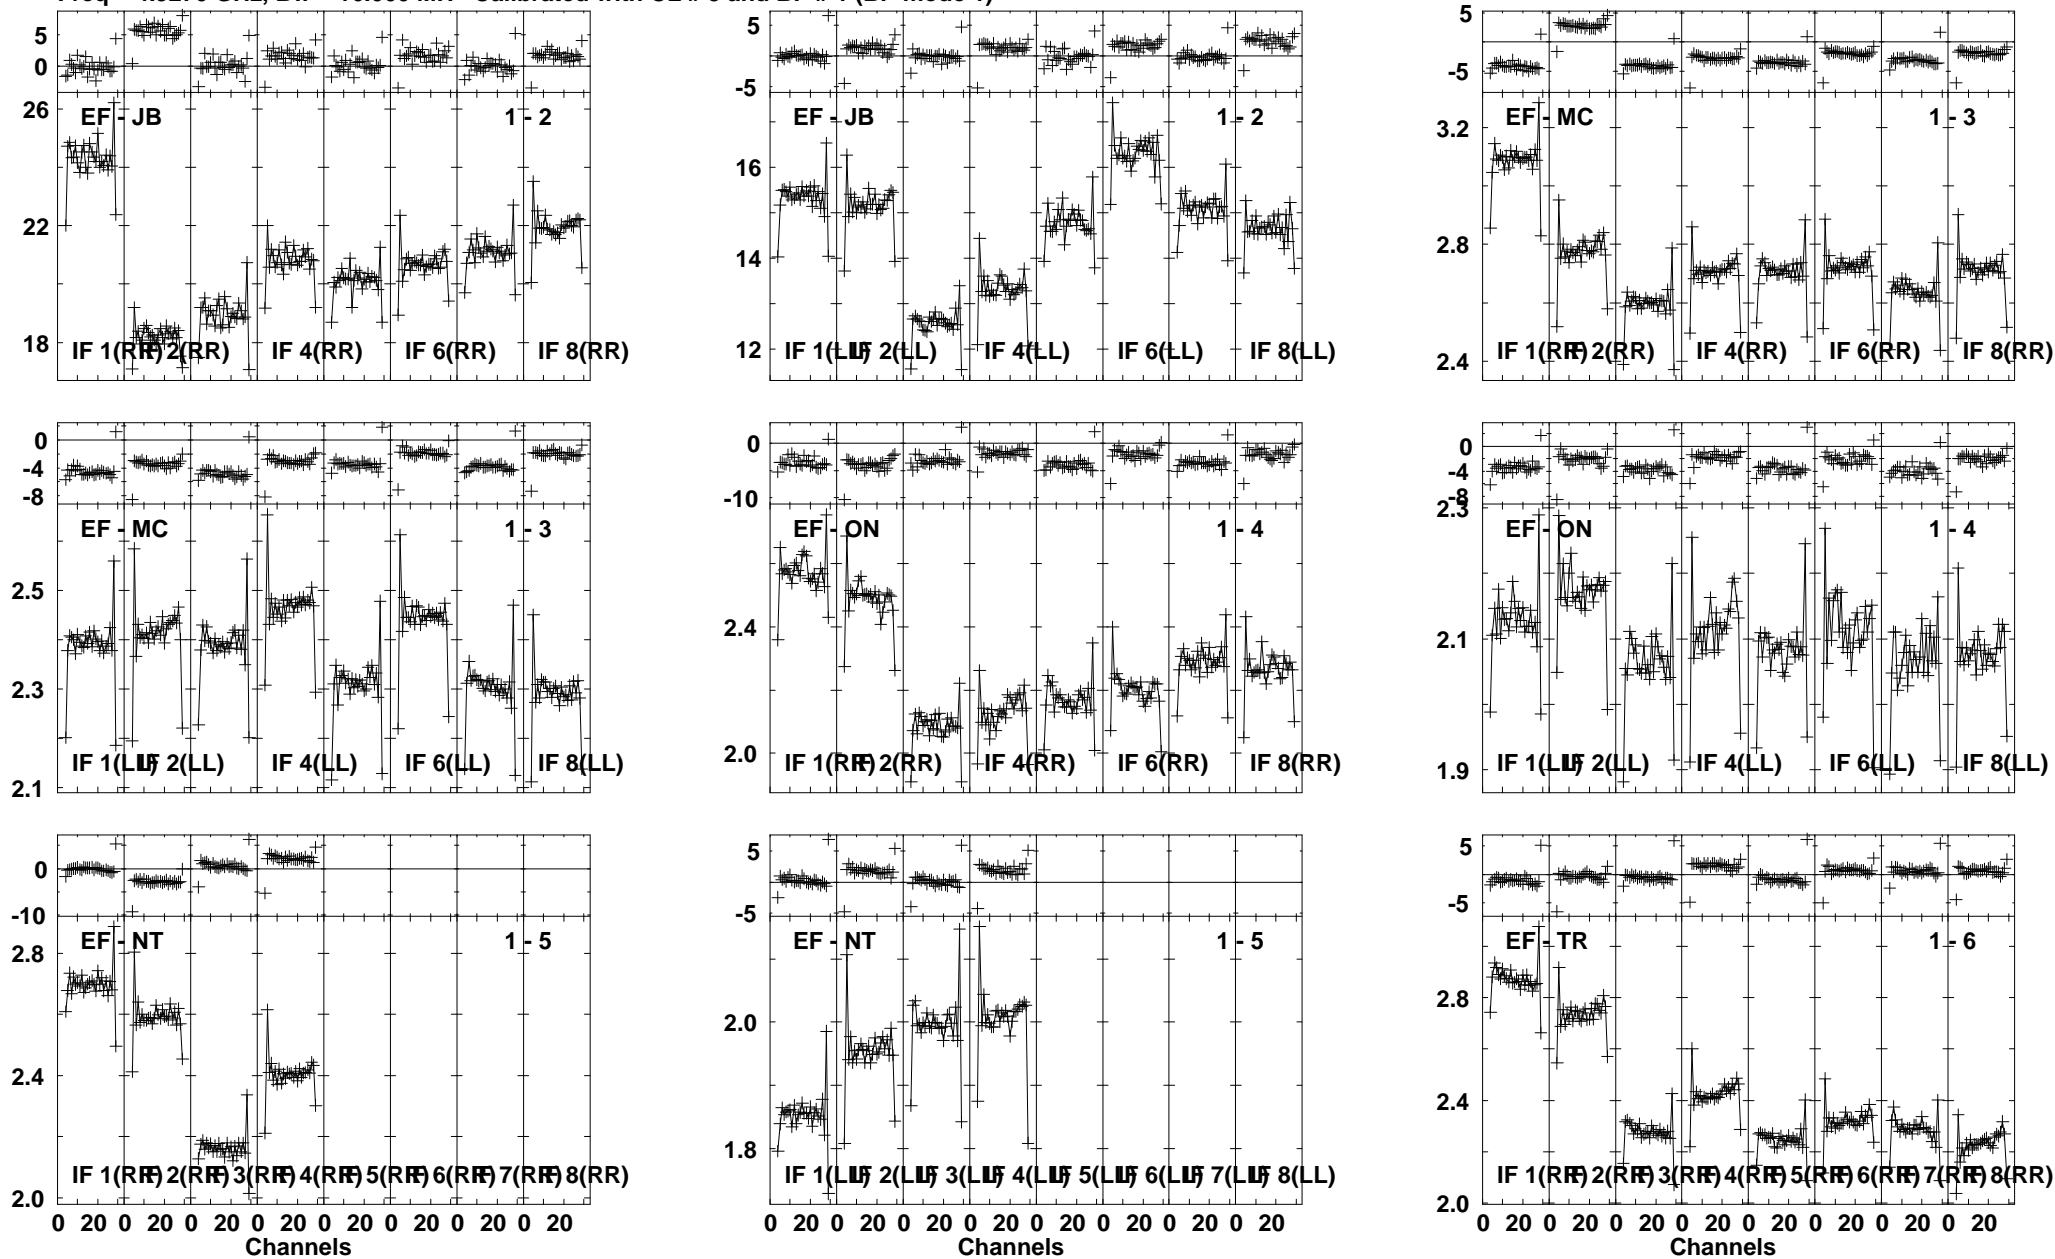 5
0
26
22
18
EF - JB
1 - 2
IF 1(RR) IF 2(RR) IF 4(RR) IF 6(RR) IF 8(RR)
5
-5
16
14
12
EF - JB
1 - 2
IF 1(LL) IF 2(LL) IF 4(LL) IF 6(LL) IF 8(LL)
5
-5
3.2
2.8
2.4
EF - MC
1 - 3
IF 1(RR) IF 2(RR) IF 4(RR) IF 6(RR) IF 8(RR)
0
-4
-8
2.5
2.3
2.1
EF - MC
1 - 3
IF 1(LL) IF 2(LL) IF 4(LL) IF 6(LL) IF 8(LL)
0
-10
2.4
2.0
EF - ON
1 - 4
IF 1(RR) IF 2(RR) IF 4(RR) IF 6(RR) IF 8(RR)
0
-4
-8
2.3
2.1
1.9
EF - ON
1 - 4
IF 1(LL) IF 2(LL) IF 4(LL) IF 6(LL) IF 8(LL)
0
-10
2.8
2.4
2.0
EF - NT
1 - 5
IF 1(RR) IF 2(RR) IF 3(RR) IF 4(RR) IF 5(RR) IF 6(RR) IF 7(RR) IF 8(RR)
0 20 0 20 0 20 0 20 0 20 0 20 0 20 0 20
Channels
5
-5
2.0
1.8
EF - NT
1 - 5
IF 1(LL) IF 2(LL) IF 3(LL) IF 4(LL) IF 5(LL) IF 6(LL) IF 7(LL) IF 8(LL)
0 20 0 20 0 20 0 20 0 20 0 20 0 20 0 20
Channels
5
-5
2.8
2.4
2.0
EF - TR
1 - 6
IF 1(RR) IF 2(RR) IF 3(RR) IF 4(RR) IF 5(RR) IF 6(RR) IF 7(RR) IF 8(RR)
0 20 0 20 0 20 0 20 0 20 0 20 0 20 0 20
Channels